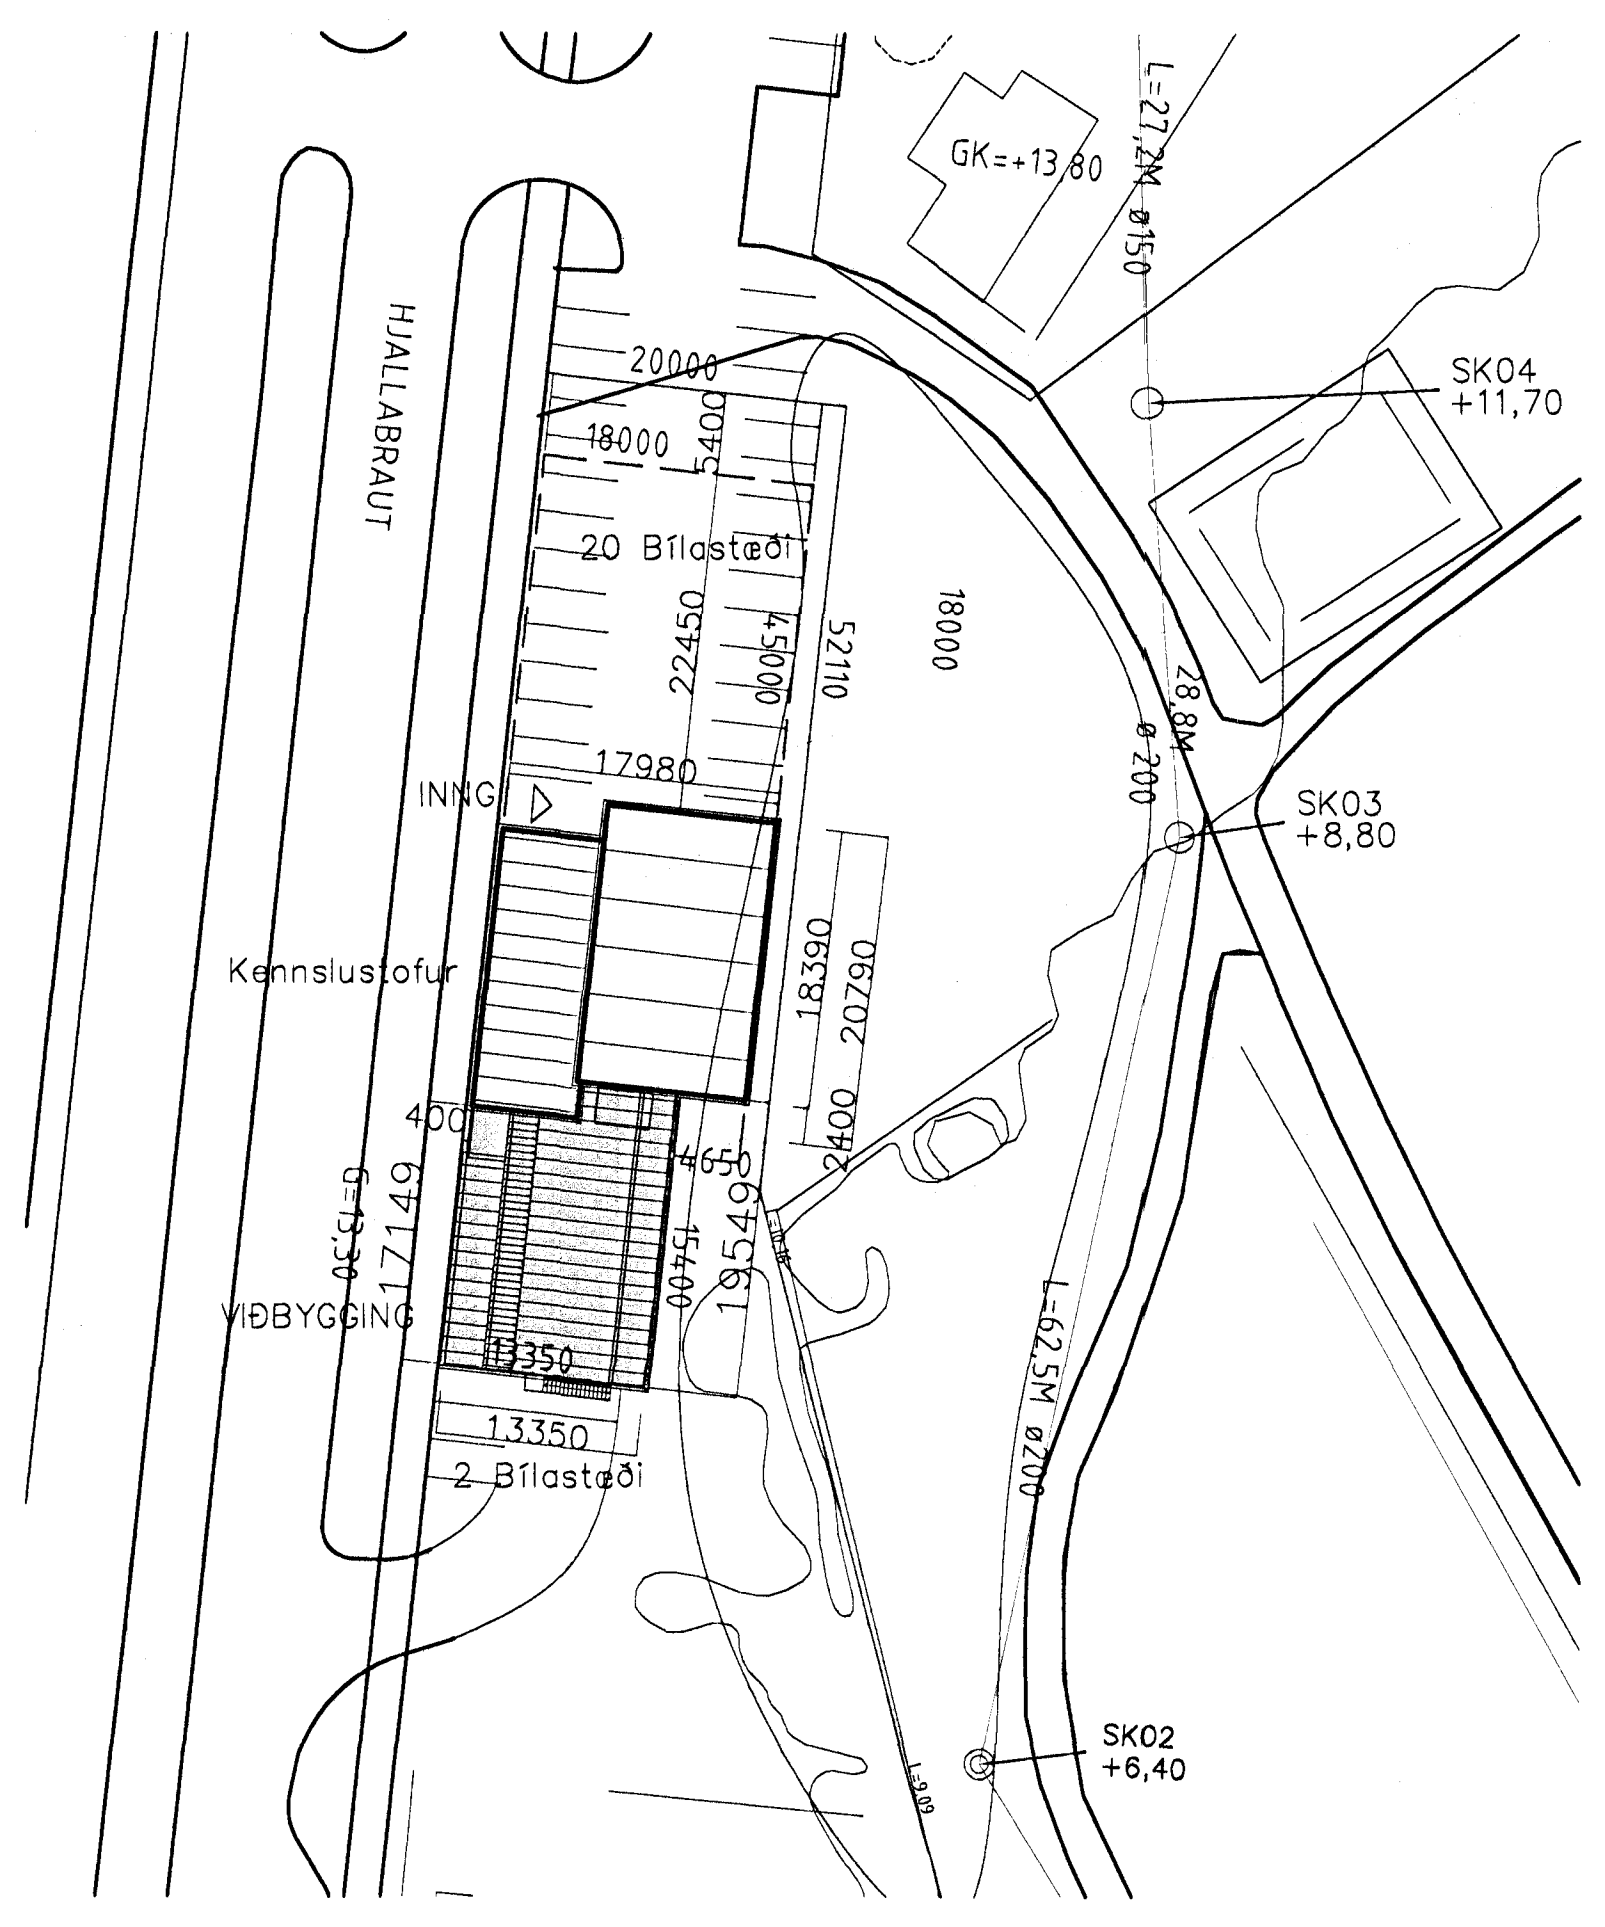 L=27,2M ø150
GK=+13,80
HJALLABRAUT
20000
SK04
+11,70
5400
18000
20 Bílastæði
22450
45000
52110
18000
28,8M
ø 200
17980
INNG
SK03
+8,80
18390
20790
Kennslustofur
400
2400
4650
G=13,30
17149
15400
19549
VIÐBYGGING
L=62,5M ø200
13350
13350
2 Bílastæði
SK02
+6,40
L=9.09